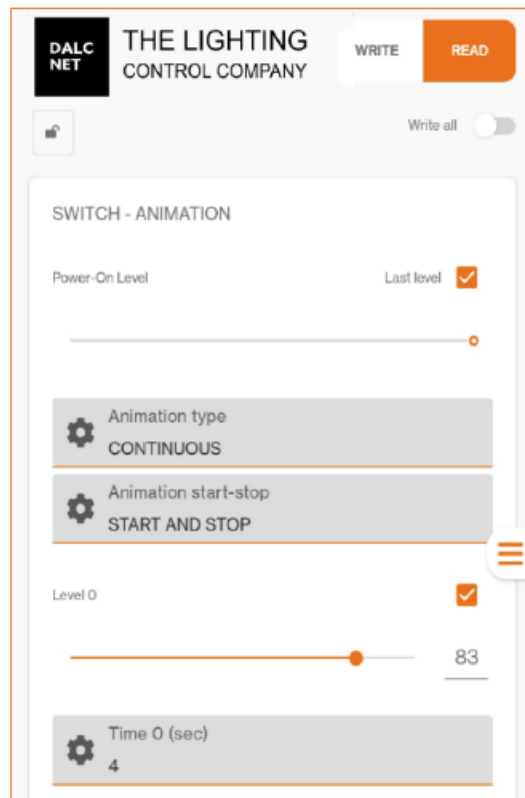 DALC
NET
THE LIGHTING
CONTROL COMPANY
WRITE
READ
Write all
SWITCH - ANIMATION
Power-On Level
Last level
Animation type
CONTINUOUS
Animation start-stop
START AND STOP
Level 0
83
Time 0 (sec)
4